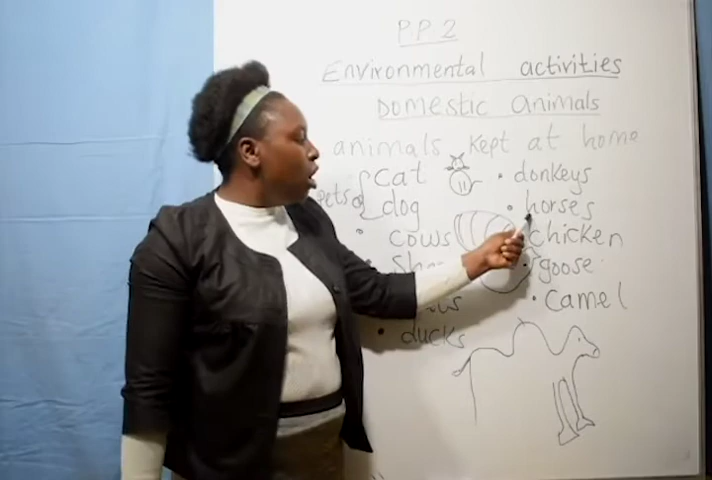 P.P 2
Environmental activities
Domestic animals
animals kept at home
pets cat
dog
cows
ducks
donkeys
horses
chicken
goose
camel